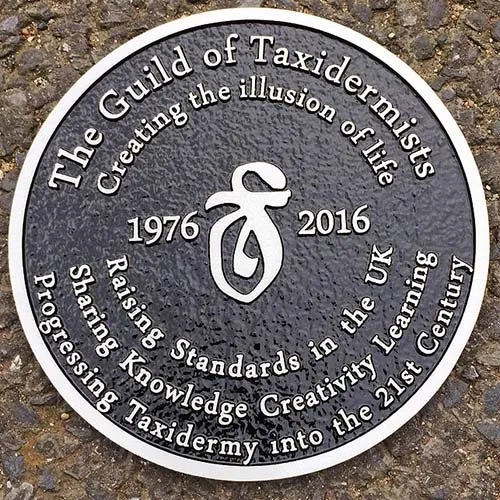 The Guild of Taxidermists
Creating the illusion of life
1976 2016
Raising Standards in the UK
Sharing Knowledge Creativity Learning
Progressing Taxidermy into the 21st Century